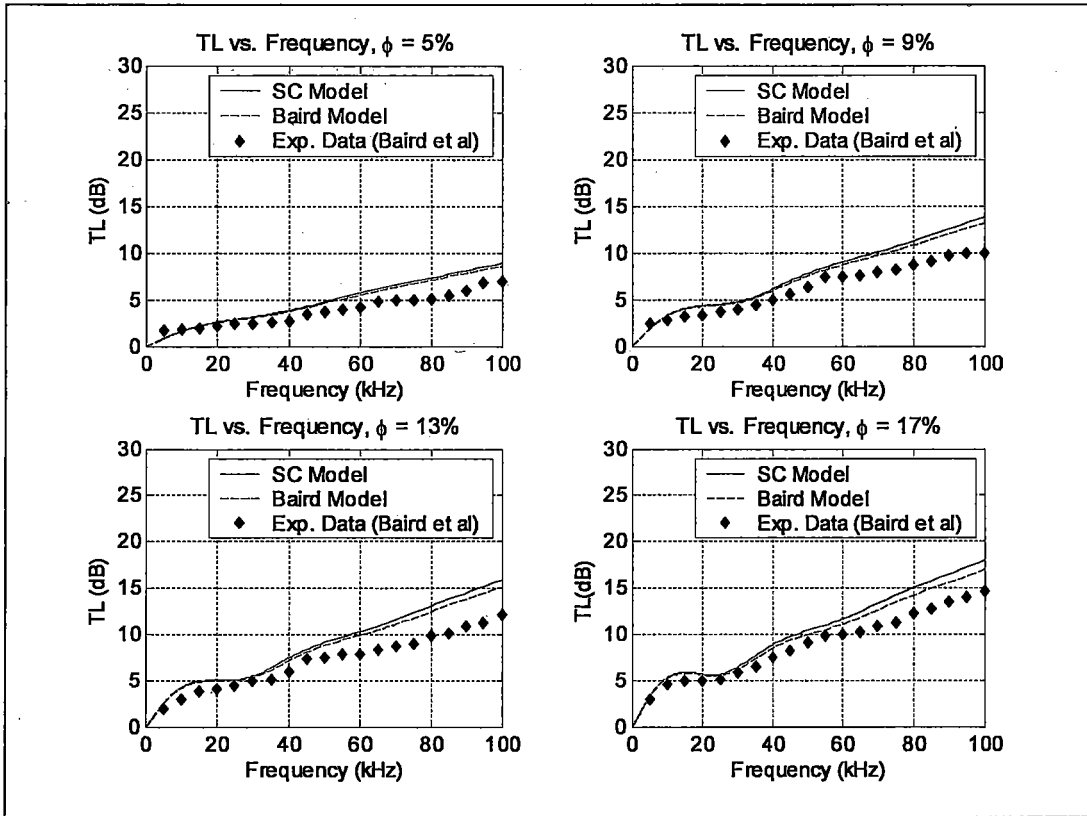 TL vs. Frequency, ϕ = 5%
30
25
20
15
10
5
0
TL (dB)
SC Model
Baird Model
Exp. Data (Baird et al)
0 20 40 60 80 100
Frequency (kHz)
TL vs. Frequency, ϕ = 9%
30
25
20
15
10
5
0
TL (dB)
SC Model
Baird Model
Exp. Data (Baird et al)
0 20 40 60 80 100
Frequency (kHz)
TL vs. Frequency, ϕ = 13%
30
25
20
15
10
5
0
TL (dB)
SC Model
Baird Model
Exp. Data (Baird et al)
0 20 40 60 80 100
Frequency (kHz)
TL vs. Frequency, ϕ = 17%
30
25
20
15
10
5
0
TL(dB)
SC Model
Baird Model
Exp. Data (Baird et al)
0 20 40 60 80 100
Frequency (kHz)